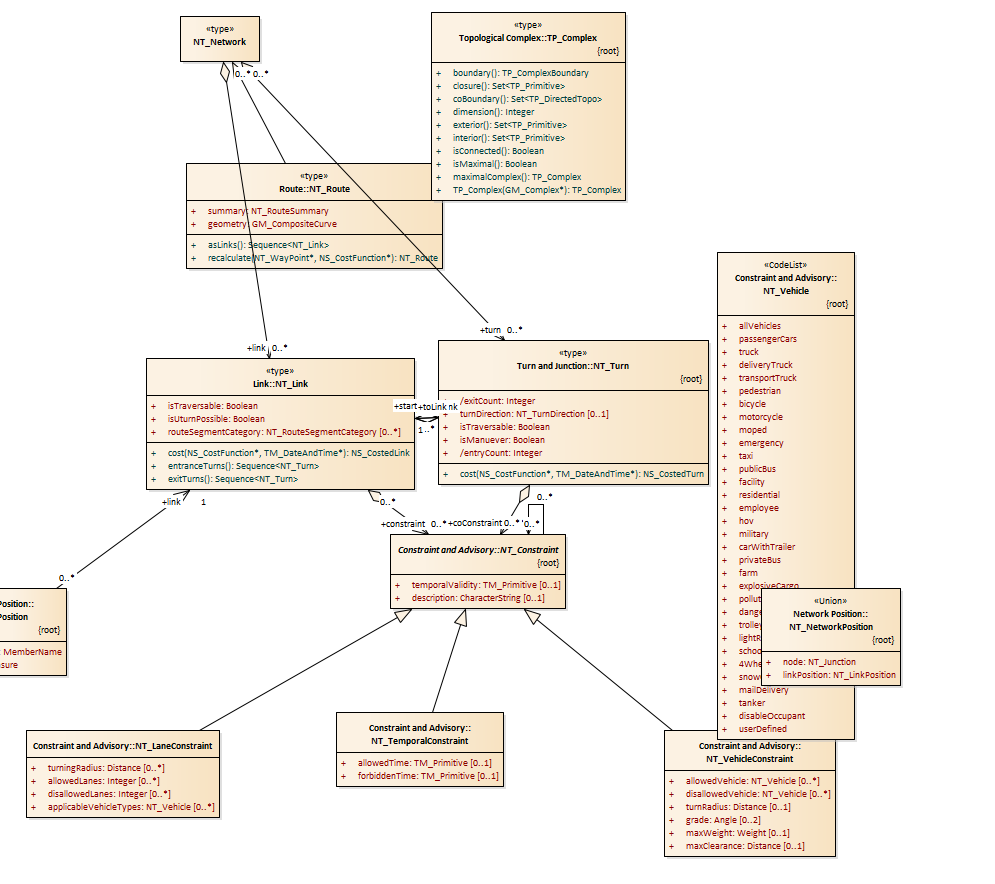 «type»
NT_Network
0..* 0..*
«type»
Topological Complex::TP_Complex
{root}
+ boundary(): TP_ComplexBoundary
+ closure(): Set<TP_Primitive>
+ coBoundary(): Set<TP_DirectedTopo>
+ dimension(): Integer
+ exterior(): Set<TP_Primitive>
+ interior(): Set<TP_Primitive>
+ isConnected(): Boolean
+ isMaximal(): Boolean
+ maximalComplex(): TP_Complex
+ TP_Complex(GM_Complex*): TP_Complex
«type»
Route::NT_Route
+ summary: NT_RouteSummary
+ geometry: GM_CompositeCurve
+ asLinks(): Sequence<NT_Link>
+ recalculate(NT_WayPoint*, NS_CostFunction*): NT_Route
+link 0..*
+turn 0..*
«type»
Link::NT_Link
+ isTraversable: Boolean
+ isUturnPossible: Boolean
+ routeSegmentCategory: NT_RouteSegmentCategory [0..*]
+ cost(NS_CostFunction*, TM_DateAndTime*): NS_CostedLink
+ entranceTurns(): Sequence<NT_Turn>
+ exitTurns(): Sequence<NT_Turn>
+start +toLink nk
1..*
«type»
Turn and Junction::NT_Turn
{root}
/exitCount: Integer
turnDirection: NT_TurnDirection [0..1]
+ isTraversable: Boolean
+ isManuever: Boolean
+ /entryCount: Integer
+ cost(NS_CostFunction*, TM_DateAndTime*): NS_CostedTurn
«CodeList»
Constraint and Advisory::
NT_Vehicle
{root}
+ allVehicles
+ passengerCars
+ truck
+ deliveryTruck
+ transportTruck
+ pedestrian
+ bicycle
+ motorcycle
+ moped
+ emergency
+ taxi
+ publicBus
+ facility
+ residential
+ employee
+ hov
+ military
+ carWithTrailer
+ privateBus
+ farm
+ explosiveCargo
+ pollut
+ dange
+ trolley
+ lightR
+ schoo
+ 4Whe
+ snow
+ mailDelivery
+ tanker
+ disableOccupant
+ userDefined
«Union»
Network Position::
NT_NetworkPosition
{root}
+ node: NT_Junction
+ linkPosition: NT_LinkPosition
+link 1
0..*
0..*
+constraint 0..*
+coConstraint 0..*
0..*
0..*
Position::
Position
{root}
: MemberName
sure
Constraint and Advisory::NT_Constraint
{root}
+ temporalValidity: TM_Primitive [0..1]
+ description: CharacterString [0..1]
Constraint and Advisory::NT_LaneConstraint
+ turningRadius: Distance [0..*]
+ allowedLanes: Integer [0..*]
+ disallowedLanes: Integer [0..*]
+ applicableVehicleTypes: NT_Vehicle [0..*]
Constraint and Advisory::
NT_TemporalConstraint
+ allowedTime: TM_Primitive [0..1]
+ forbiddenTime: TM_Primitive [0..1]
Constraint and Advisory::
NT_VehicleConstraint
+ allowedVehicle: NT_Vehicle [0..*]
+ disallowedVehicle: NT_Vehicle [0..*]
+ turnRadius: Distance [0..1]
+ grade: Angle [0..2]
+ maxWeight: Weight [0..1]
+ maxClearance: Distance [0..1]